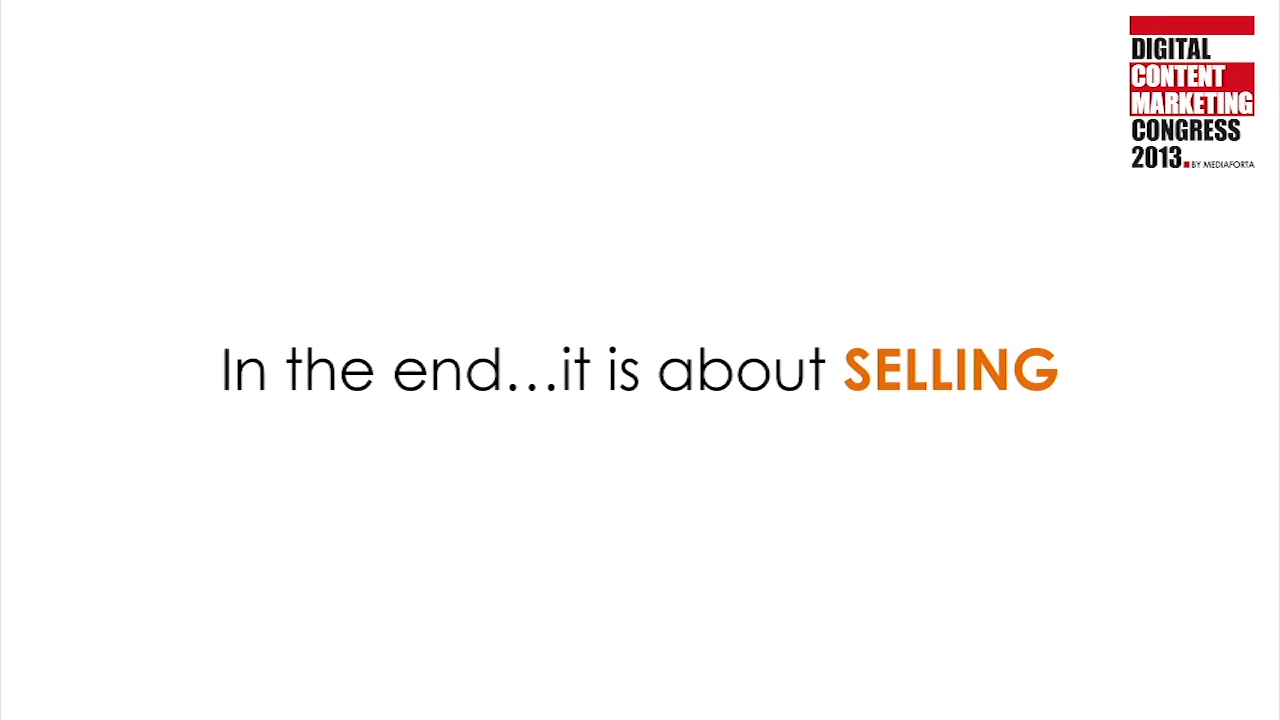 DIGITAL
CONTENT
MARKETING
CONGRESS
2013 BY MEDIAFORTA
In the end...it is about SELLING